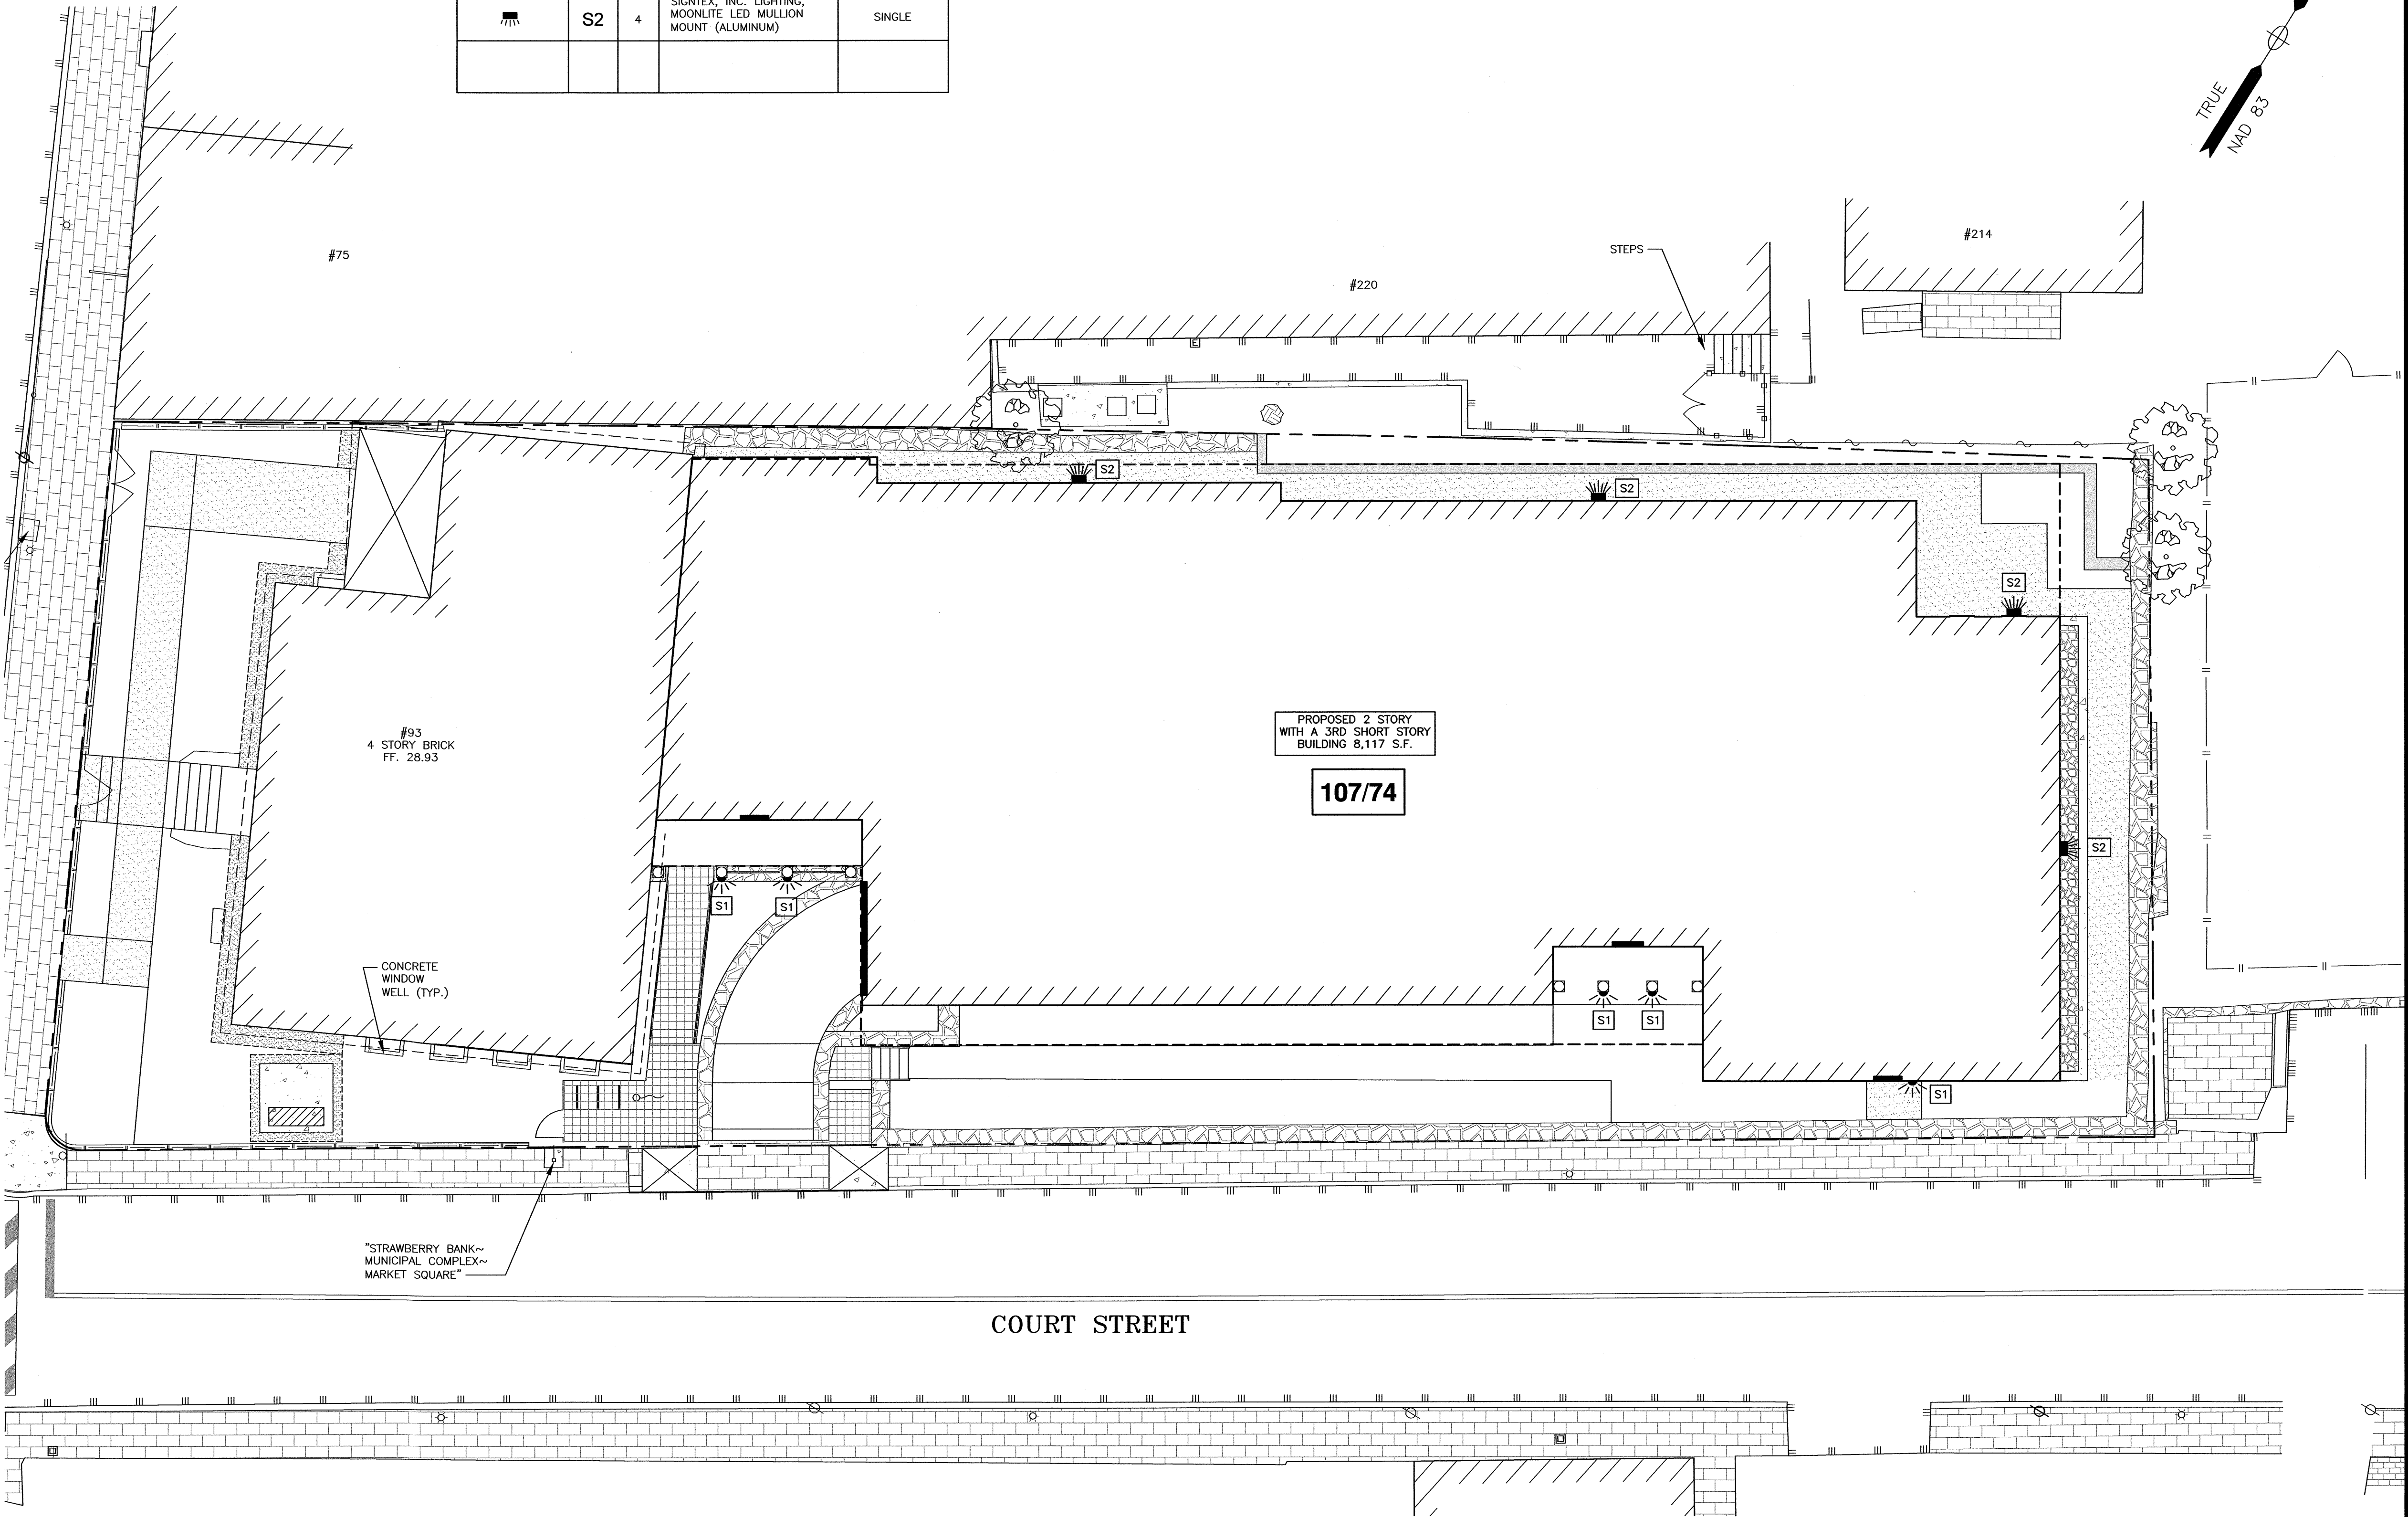 SIGNTEX, INC. LIGHTING,
S2 4 MOONLITE LED MULLION SINGLE
MOUNT (ALUMINUM)
TRUE
NAD 83
#75
#220
STEPS
#214
E
S2
S2
S2
#93
4 STORY BRICK
FF. 28.93
PROPOSED 2 STORY
WITH A 3RD SHORT STORY
BUILDING 8,117 S.F.
107/74
S2
S1 S1
CONCRETE
WINDOW
WELL (TYP.)
S1 S1
S1
"STRAWBERRY BANK~
MUNICIPAL COMPLEX~
MARKET SQUARE"
COURT STREET